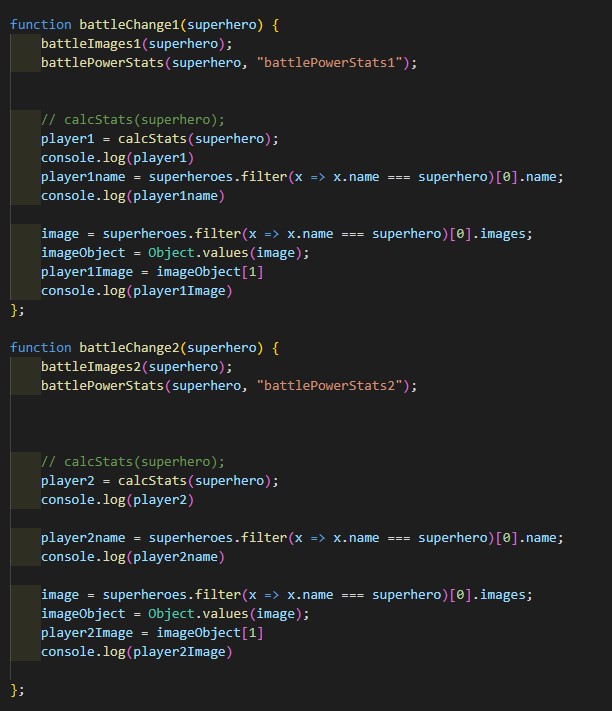 function battleChange1(superhero) {
battleImages1(superhero);
battlePowerStats(superhero, "battlePowerStats1");
// calcStats(superhero);
player1 = calcStats(superhero);
console.log(player1)
player1name = superheroes.filter(x => x.name === superhero)[0].name;
console.log(player1name)
image = superheroes.filter(x => x.name === superhero)[0].images;
imageObject = Object.values(image);
player1Image = imageObject[1]
console.log(player1Image)
};
function battleChange2(superhero) {
battleImages2(superhero);
battlePowerStats(superhero, "battlePowerStats2");
// calcStats(superhero);
player2 = calcStats(superhero);
console.log(player2)
player2name = superheroes.filter(x => x.name === superhero)[0].name;
console.log(player2name)
image = superheroes.filter(x => x.name === superhero)[0].images;
imageObject = Object.values(image);
player2Image = imageObject[1]
console.log(player2Image)
};